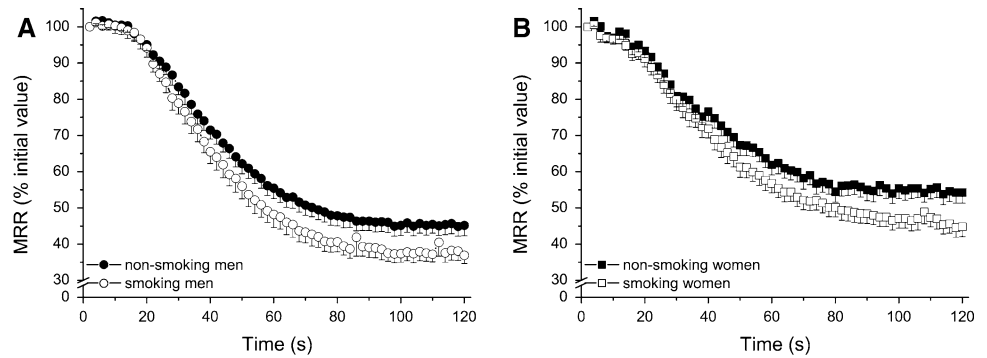 A
MRR (% initial value)
100
90
80
70
60
50
40
30
0
non-smoking men
smoking men
0 20 40 60 80 100 120
Time (s)
B
MRR (% initial value)
100
90
80
70
60
50
40
30
0
non-smoking women
smoking women
0 20 40 60 80 100 120
Time (s)